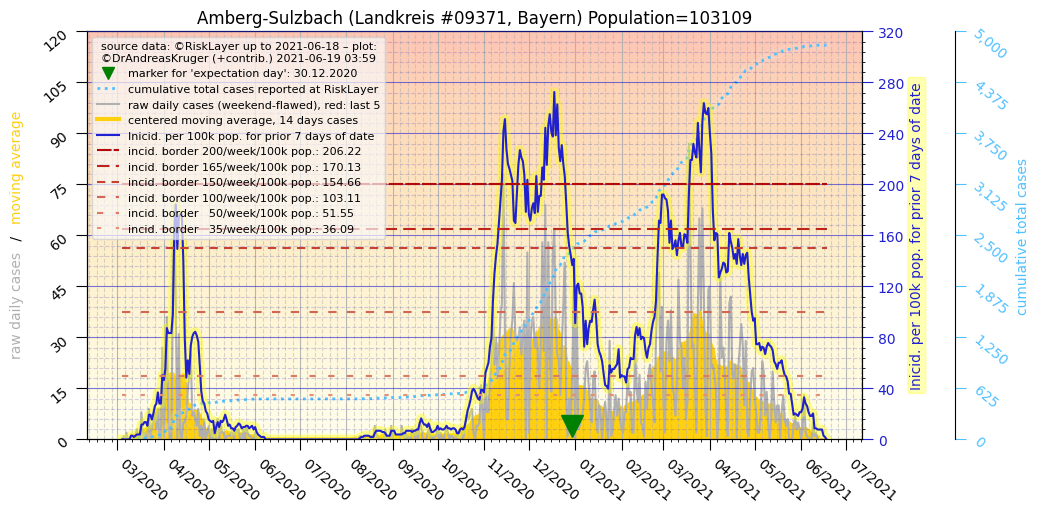 Amberg-Sulzbach (Landkreis #09371, Bayern) Population=103109
source data: ©RiskLayer up to 2021-06-18 – plot:
©DrAndreasKruger (+contrib.) 2021-06-19 03:59
marker for 'expectation day': 30.12.2020
cumulative total cases reported at RiskLayer
raw daily cases (weekend-flawed), red: last 5
centered moving average, 14 days cases
Inicid. per 100k pop. for prior 7 days of date
incid. border 200/week/100k pop.: 206.22
incid. border 165/week/100k pop.: 170.13
incid. border 150/week/100k pop.: 154.66
incid. border 100/week/100k pop.: 103.11
incid. border   50/week/100k pop.: 51.55
incid. border   35/week/100k pop.: 36.09
raw daily cases / moving average
120
105
90
75
60
45
30
15
0
03/2020
04/2020
05/2020
06/2020
07/2020
08/2020
09/2020
10/2020
11/2020
12/2020
01/2021
02/2021
03/2021
04/2021
05/2021
06/2021
07/2021
320
280
240
200
160
120
80
40
0
Inicid. per 100k pop. for prior 7 days of date
5,000
4,375
3,750
3,125
2,500
1,875
1,250
625
0
cumulative total cases